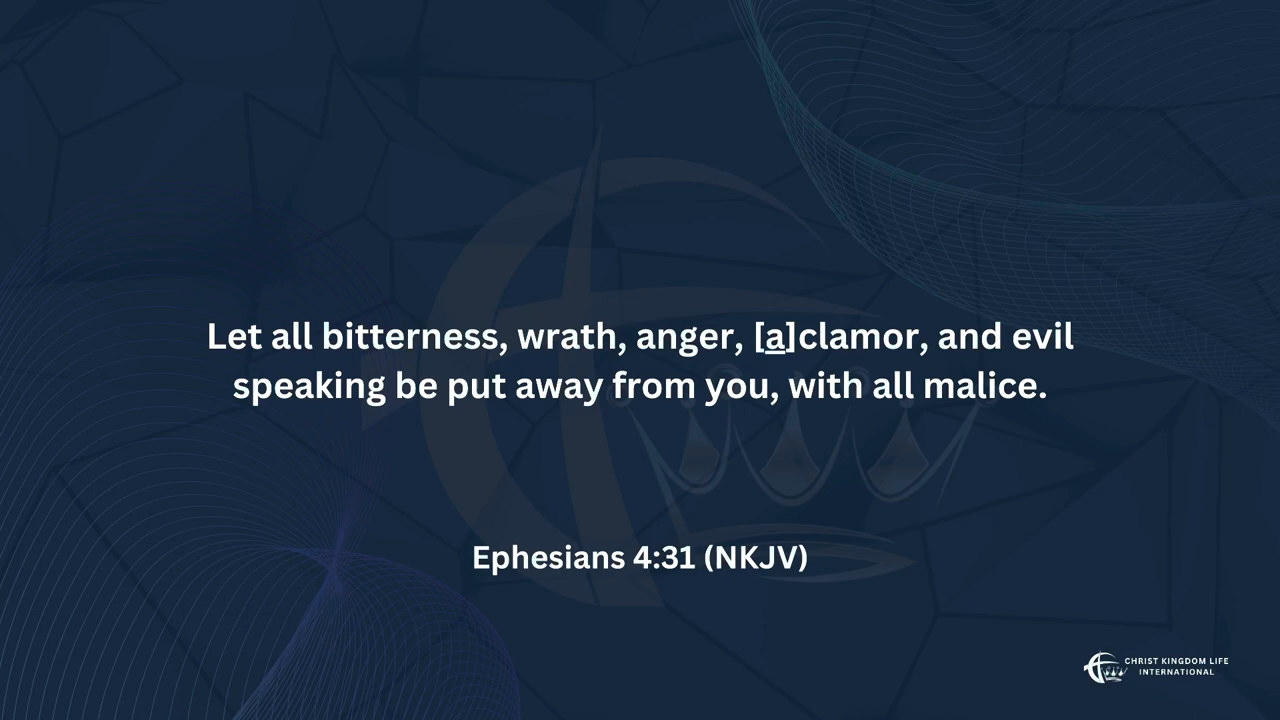 Let all bitterness, wrath, anger, [a]clamor, and evil
speaking be put away from you, with all malice.
Ephesians 4:31 (NKJV)
CHRIST KINGDOM LIFE
INTERNATIONAL